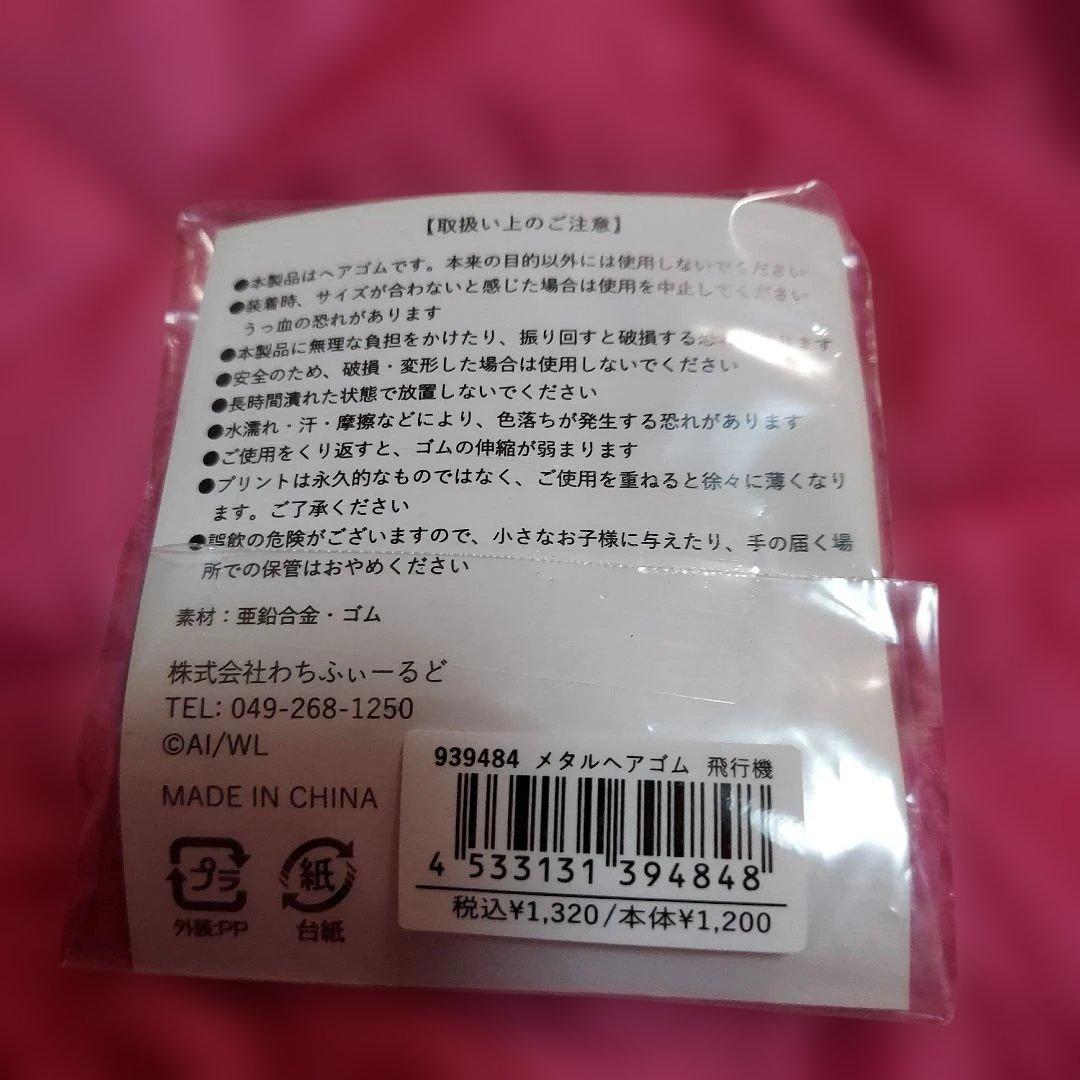 【取扱い上のご注意】
●本製品はヘアゴムです。本来の目的以外には使用しないでください
●装着時、サイズが合わないと感じた場合は使用を中止してください
うっ血の恐れがあります
●本製品に無理な負担をかけたり、振り回すと破損する恐れがあります
●安全のため、破損・変形した場合は使用しないでください
●長時間潰れた状態で放置しないでください
●水濡れ・汗・摩擦などにより、色落ちが発生する恐れがあります
●ご使用をくり返すと、ゴムの伸縮が弱まります
●プリントは永久的なものではなく、ご使用を重ねると徐々に薄くなり
ます。ご了承ください
●誤飲の危険がございますので、小さなお子様に与えたり、手の届く場
所での保管はおやめください
素材：亜鉛合金・ゴム
株式会社わちふぃーるど
TEL: 049-268-1250
©AI/WL
MADE IN CHINA
プラ
外装:PP
紙
台紙
939484 メタルヘアゴム 飛行機
4 533131 394848
税込¥1,320/本体¥1,200